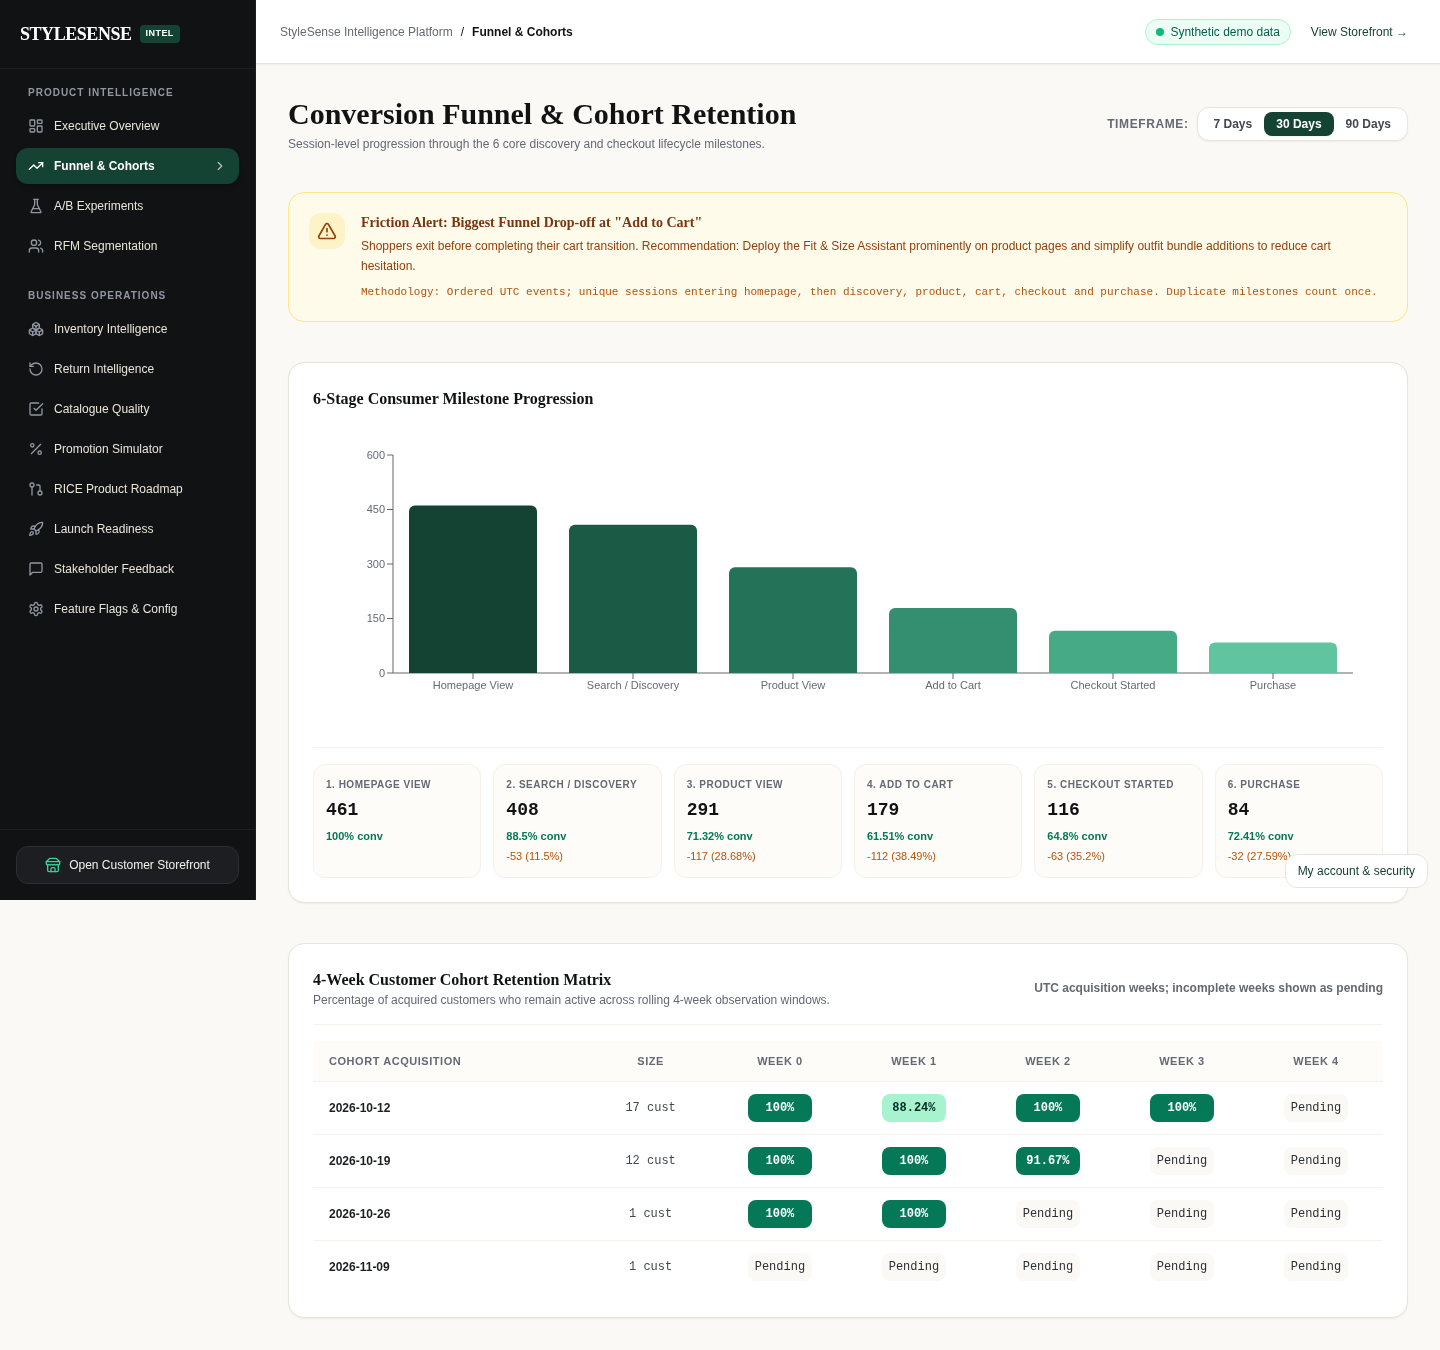 STYLESENSE INTEL
PRODUCT INTELLIGENCE
Executive Overview
Funnel & Cohorts
A/B Experiments
RFM Segmentation
BUSINESS OPERATIONS
Inventory Intelligence
Return Intelligence
Catalogue Quality
Promotion Simulator
RICE Product Roadmap
Launch Readiness
Stakeholder Feedback
Feature Flags & Config
Open Customer Storefront
StyleSense Intelligence Platform / Funnel & Cohorts
Synthetic demo data
View Storefront →
Conversion Funnel & Cohort Retention
Session-level progression through the 6 core discovery and checkout lifecycle milestones.
TIMEFRAME: 7 Days 30 Days 90 Days
Friction Alert: Biggest Funnel Drop-off at "Add to Cart"
Shoppers exit before completing their cart transition. Recommendation: Deploy the Fit & Size Assistant prominently on product pages and simplify outfit bundle additions to reduce cart
hesitation.
Methodology: Ordered UTC events; unique sessions entering homepage, then discovery, product, cart, checkout and purchase. Duplicate milestones count once.
6-Stage Consumer Milestone Progression
600
450
300
150
0
Homepage View Search / Discovery Product View Add to Cart Checkout Started Purchase
1. HOMEPAGE VIEW
461
100% conv
2. SEARCH / DISCOVERY
408
88.5% conv
-53 (11.5%)
3. PRODUCT VIEW
291
71.32% conv
-117 (28.68%)
4. ADD TO CART
179
61.51% conv
-112 (38.49%)
5. CHECKOUT STARTED
116
64.8% conv
-63 (35.2%)
6. PURCHASE
84
72.41% conv
-32 (27.59%)
My account & security
4-Week Customer Cohort Retention Matrix
Percentage of acquired customers who remain active across rolling 4-week observation windows.
UTC acquisition weeks; incomplete weeks shown as pending
COHORT ACQUISITION SIZE WEEK 0 WEEK 1 WEEK 2 WEEK 3 WEEK 4
2026-10-12 17 cust 100% 88.24% 100% 100% Pending
2026-10-19 12 cust 100% 100% 91.67% Pending Pending
2026-10-26 1 cust 100% 100% Pending Pending Pending
2026-11-09 1 cust Pending Pending Pending Pending Pending